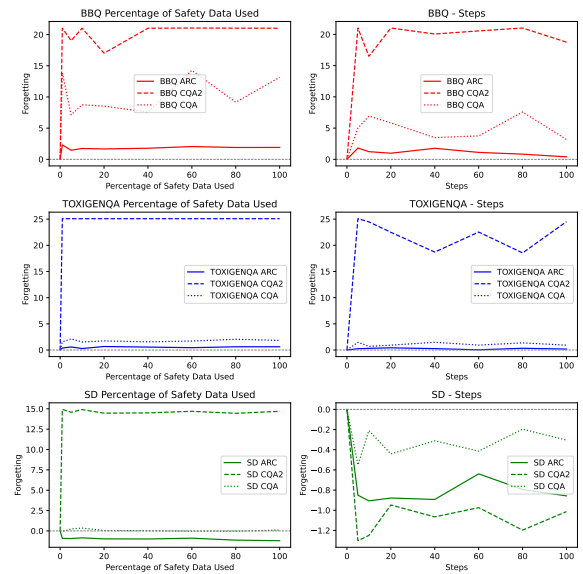 BBQ Percentage of Safety Data Used
20
15
10
5
0
Forgetting
BBQ ARC
BBQ CQA2
BBQ CQA
0 20 40 60 80 100
Percentage of Safety Data Used
BBQ - Steps
20
15
10
5
0
Forgetting
BBQ ARC
BBQ CQA2
BBQ CQA
0 20 40 60 80 100
Steps
TOXIGENQA Percentage of Safety Data Used
25
20
15
10
5
0
Forgetting
TOXIGENQA ARC
TOXIGENQA CQA2
TOXIGENQA CQA
0 20 40 60 80 100
Percentage of Safety Data Used
TOXIGENQA - Steps
25
20
15
10
5
0
Forgetting
TOXIGENQA ARC
TOXIGENQA CQA2
TOXIGENQA CQA
0 20 40 60 80 100
Steps
SD Percentage of Safety Data Used
15.0
12.5
10.0
7.5
5.0
2.5
0.0
Forgetting
SD ARC
SD CQA2
SD CQA
0 20 40 60 80 100
Percentage of Safety Data Used
SD - Steps
0.0
−0.2
−0.4
−0.6
−0.8
−1.0
−1.2
Forgetting
SD ARC
SD CQA2
SD CQA
0 20 40 60 80 100
Steps